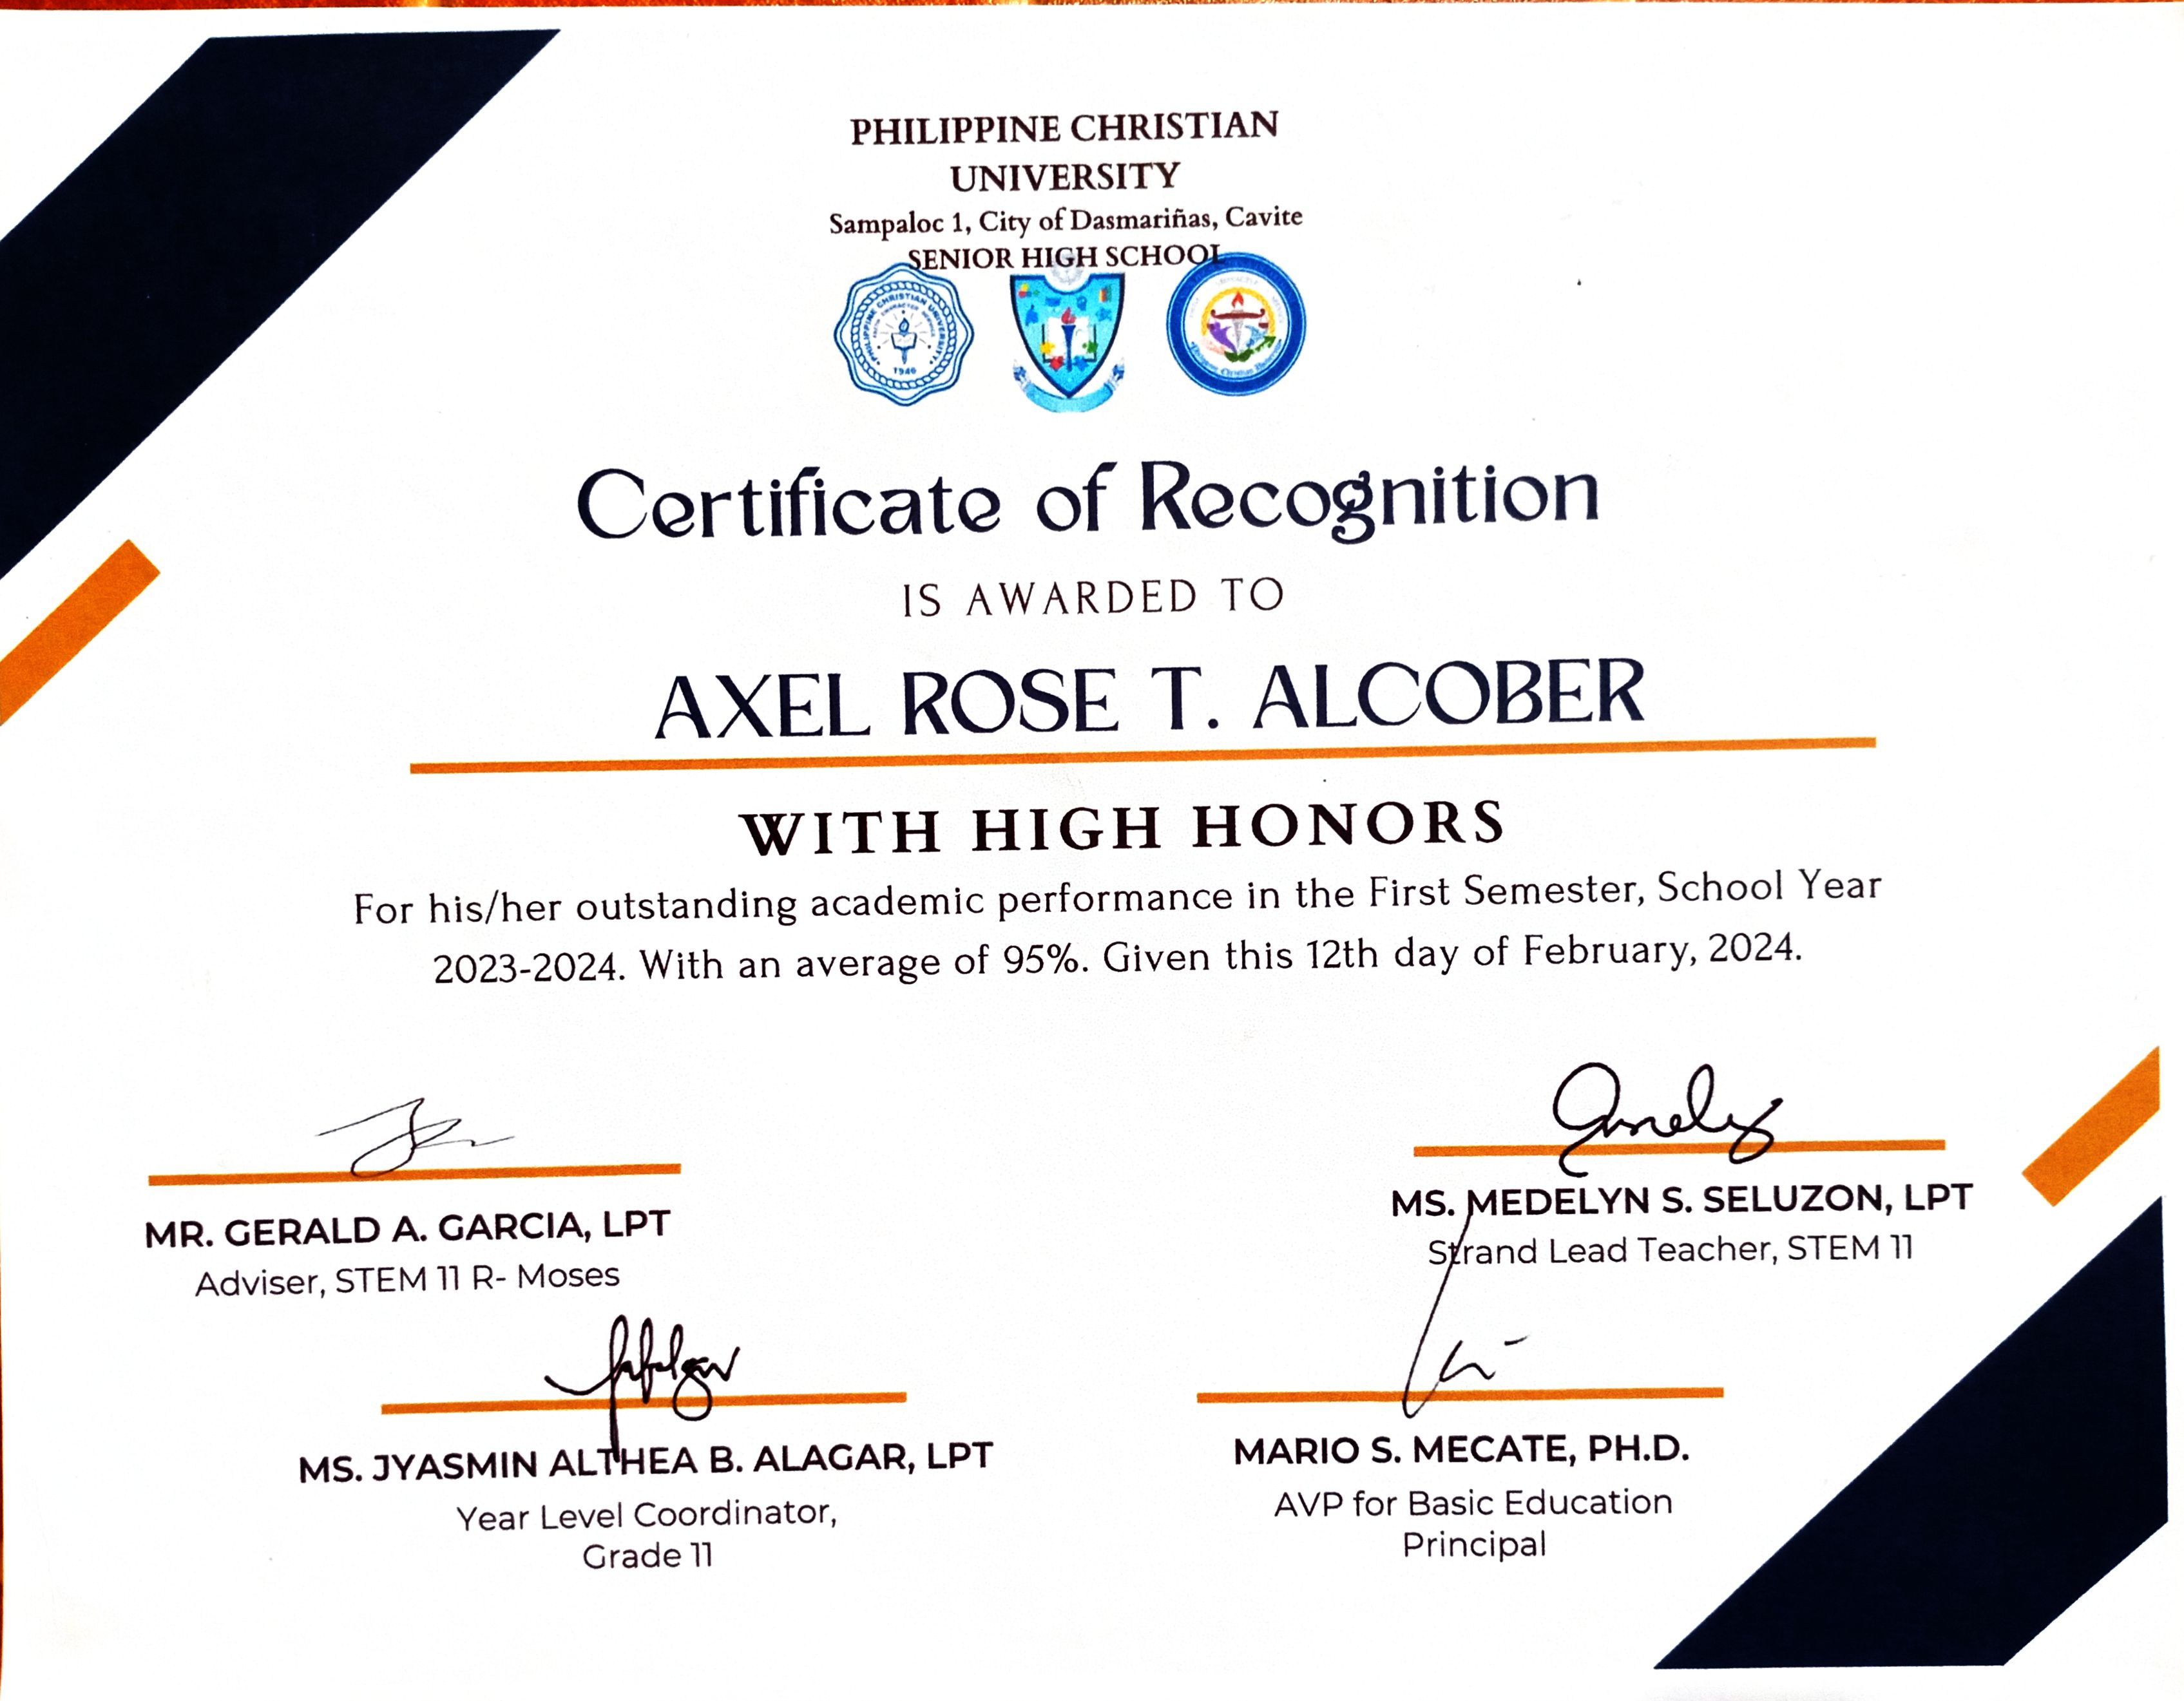 PHILIPPINE CHRISTIAN
UNIVERSITY
Sampaloc 1, City of Dasmariñas, Cavite
SENIOR HIGH SCHOOL
PHILIPPINE CHRISTIAN UNIVERSITY
1946
Certificate of Recognition
IS AWARDED TO
AXEL ROSE T. ALCOBER
WITH HIGH HONORS
For his/her outstanding academic performance in the First Semester, School Year
2023-2024. With an average of 95%. Given this 12th day of February, 2024.
MR. GERALD A. GARCIA, LPT
Adviser, STEM 11 R- Moses
MS. MEDELYN S. SELUZON, LPT
Strand Lead Teacher, STEM 11
MS. JYASMIN ALTHEA B. ALAGAR, LPT
Year Level Coordinator,
Grade 11
MARIO S. MECATE, PH.D.
AVP for Basic Education
Principal